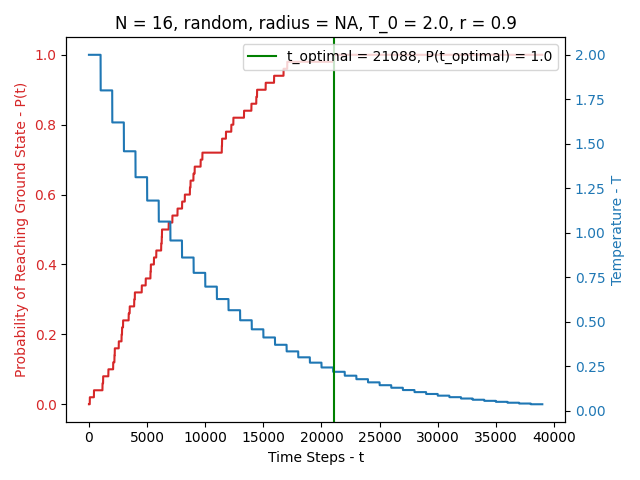 N = 16, random, radius = NA, T_0 = 2.0, r = 0.9
t_optimal = 21088, P(t_optimal) = 1.0
Probability of Reaching Ground State - P(t)
1.0
0.8
0.6
0.4
0.2
0.0
2.00
1.75
1.50
1.25
1.00
0.75
0.50
0.25
0.00
Temperature - T
0 5000 10000 15000 20000 25000 30000 35000 40000
Time Steps - t